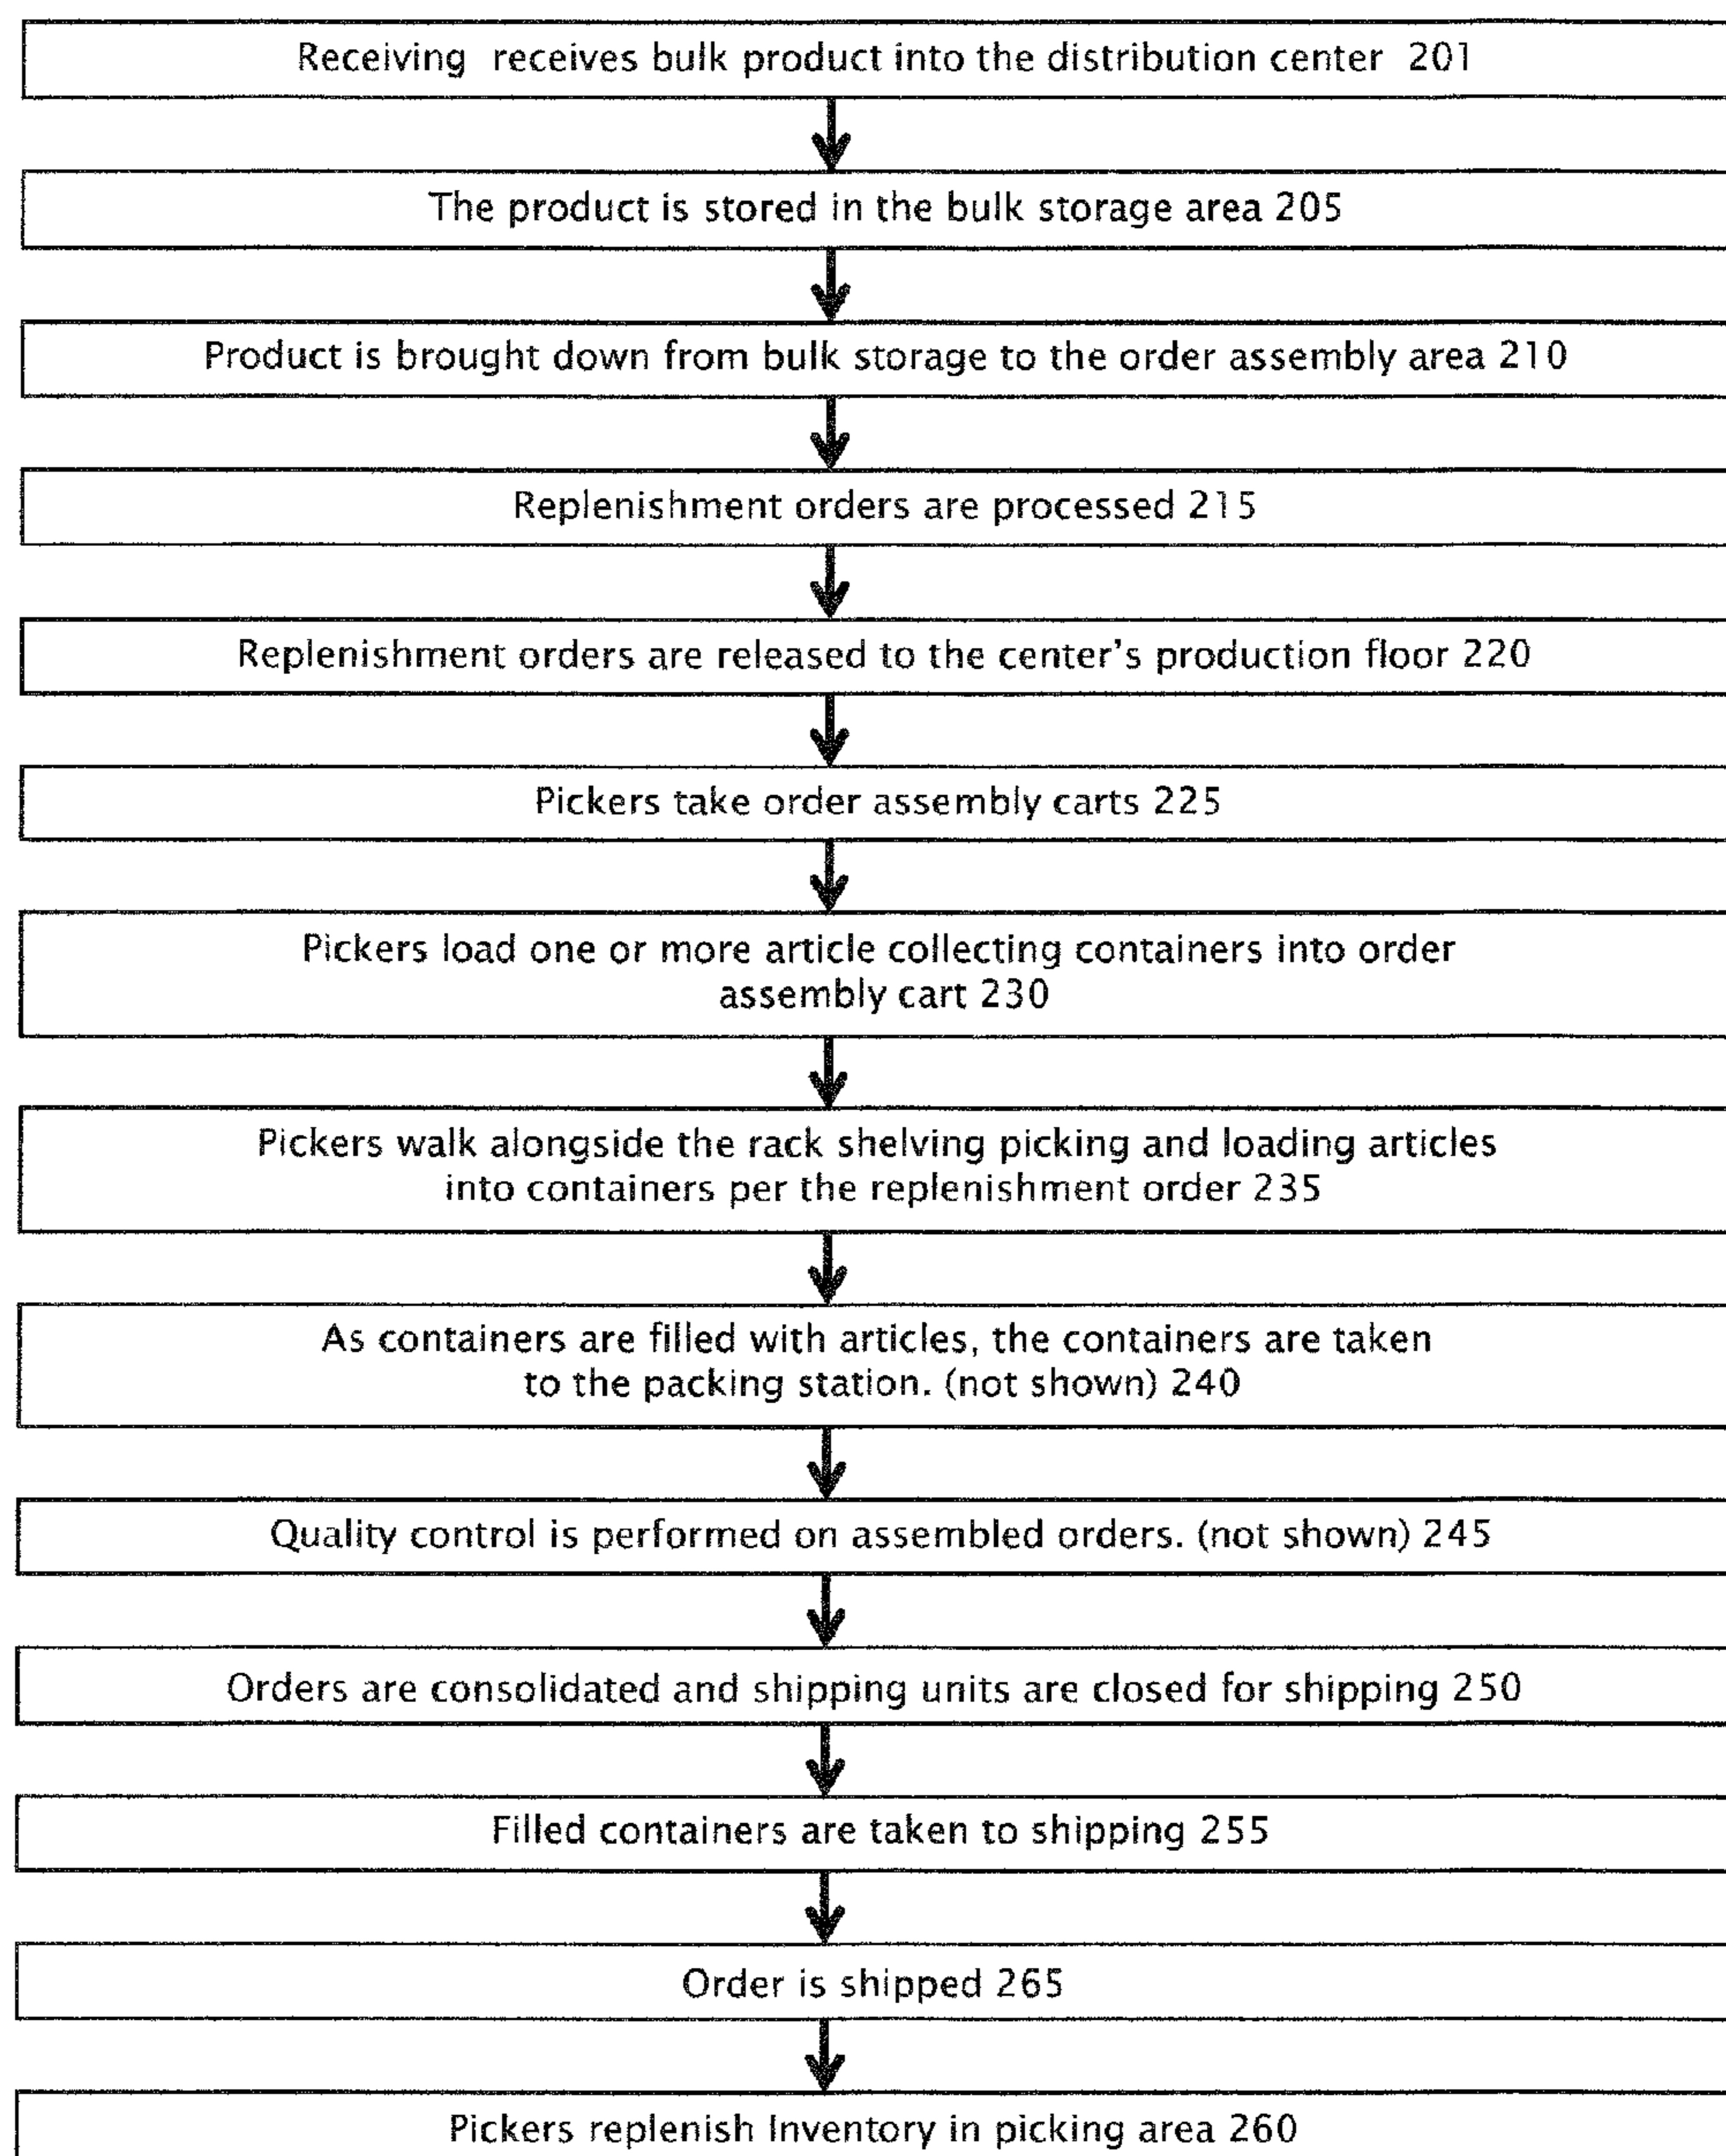 Receiving receives bulk product into the distribution center 201
The product is stored in the bulk storage area 205
Product is brought down from bulk storage to the order assembly area 210
Replenishment orders are processed 215
Replenishment orders are released to the center's production floor 220
Pickers take order assembly carts 225
Pickers load one or more article collecting containers into order
assembly cart 230
Pickers walk alongside the rack shelving picking and loading articles
into containers per the replenishment order 235
As containers are filled with articles, the containers are taken
to the packing station. (not shown) 240
Quality control is performed on assembled orders. (not shown) 245
Orders are consolidated and shipping units are closed for shipping 250
Filled containers are taken to shipping 255
Order is shipped 265
Pickers replenish Inventory in picking area 260